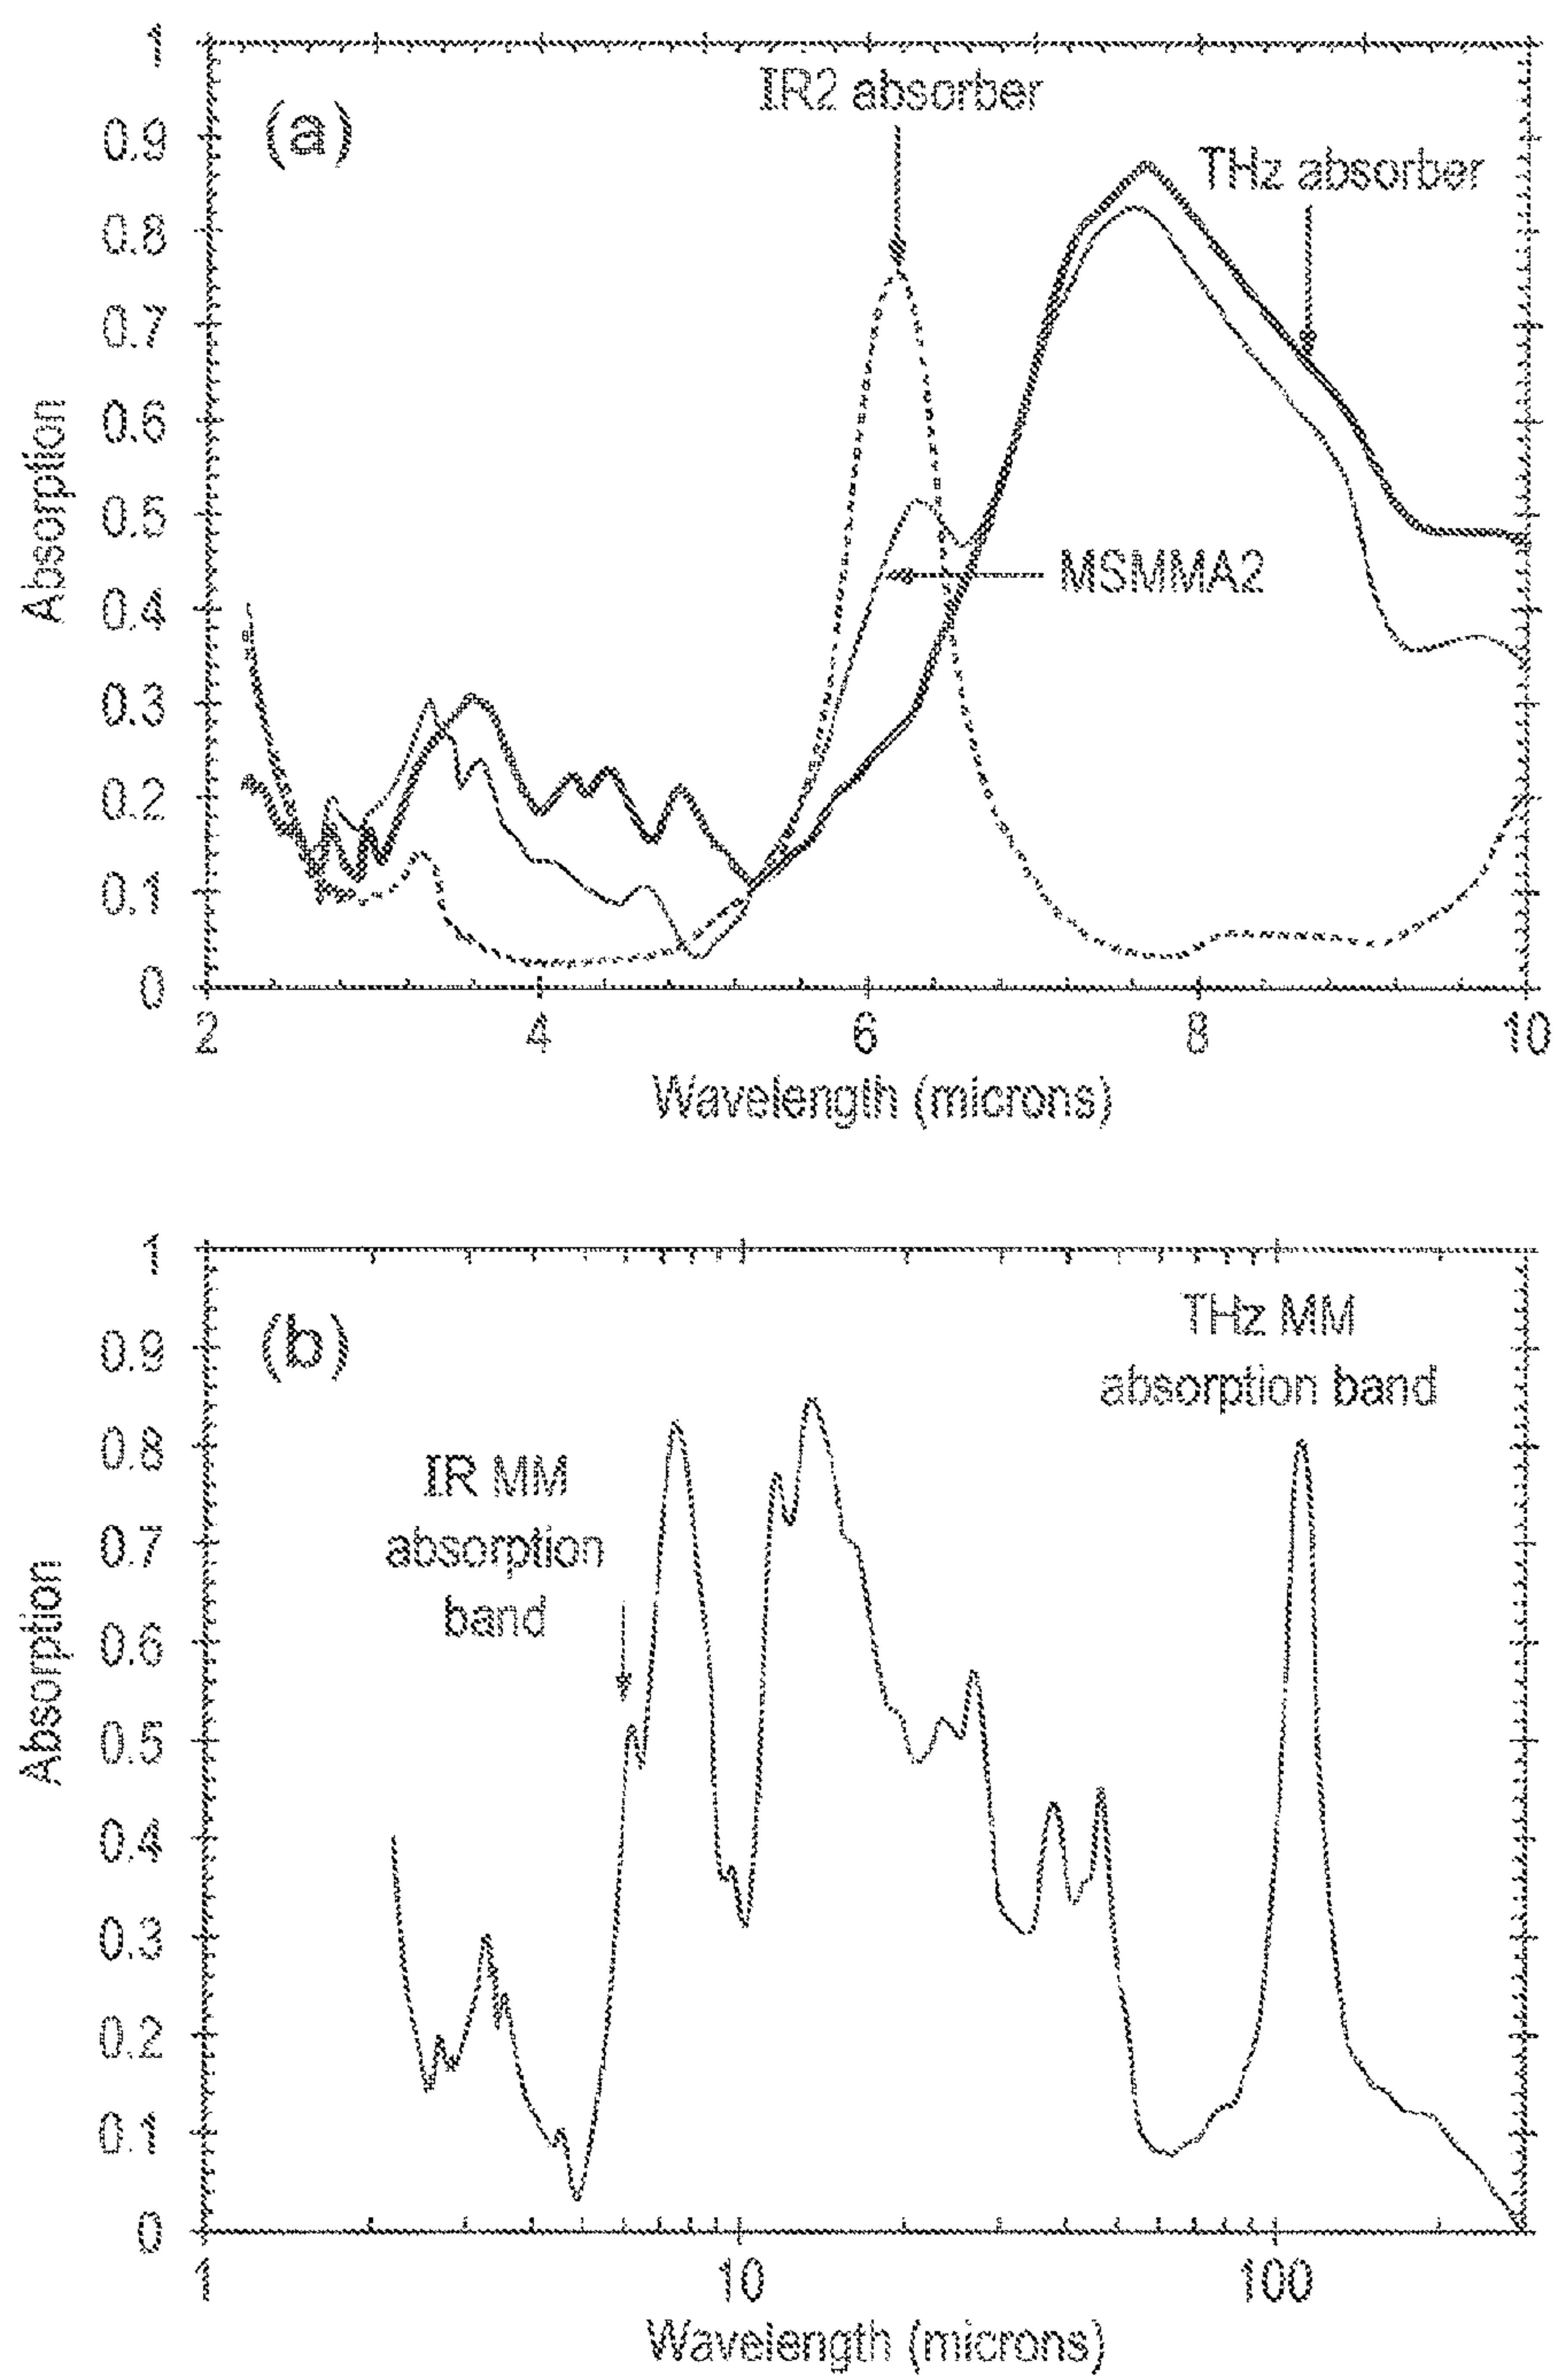 1
IR2 absorber
(a)
0.9
THz absorber
0.8
0.7
0.6
Absorption
0.5
MSMMA2
0.4
0.3
0.2
0.1
0
2 4 6 8 10
Wavelength (microns)
1
THz MM
(b)
0.9
absorption band
0.8
IR MM
absorption
0.7
band
0.6
Absorption
0.5
0.4
0.3
0.2
0.1
0
1 10 100
Wavelength (microns)